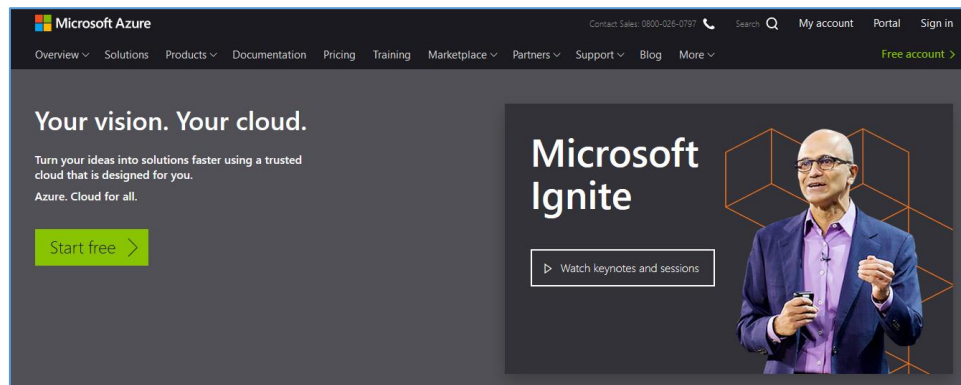 Microsoft Azure
Contact Sales: 0800-026-0797 Search My account Portal Sign in
Overview Solutions Products Documentation Pricing Training Marketplace Partners Support Blog More Free account >
Your vision. Your cloud.
Turn your ideas into solutions faster using a trusted
cloud that is designed for you.
Azure. Cloud for all.
Start free >
Microsoft
Ignite
Watch keynotes and sessions